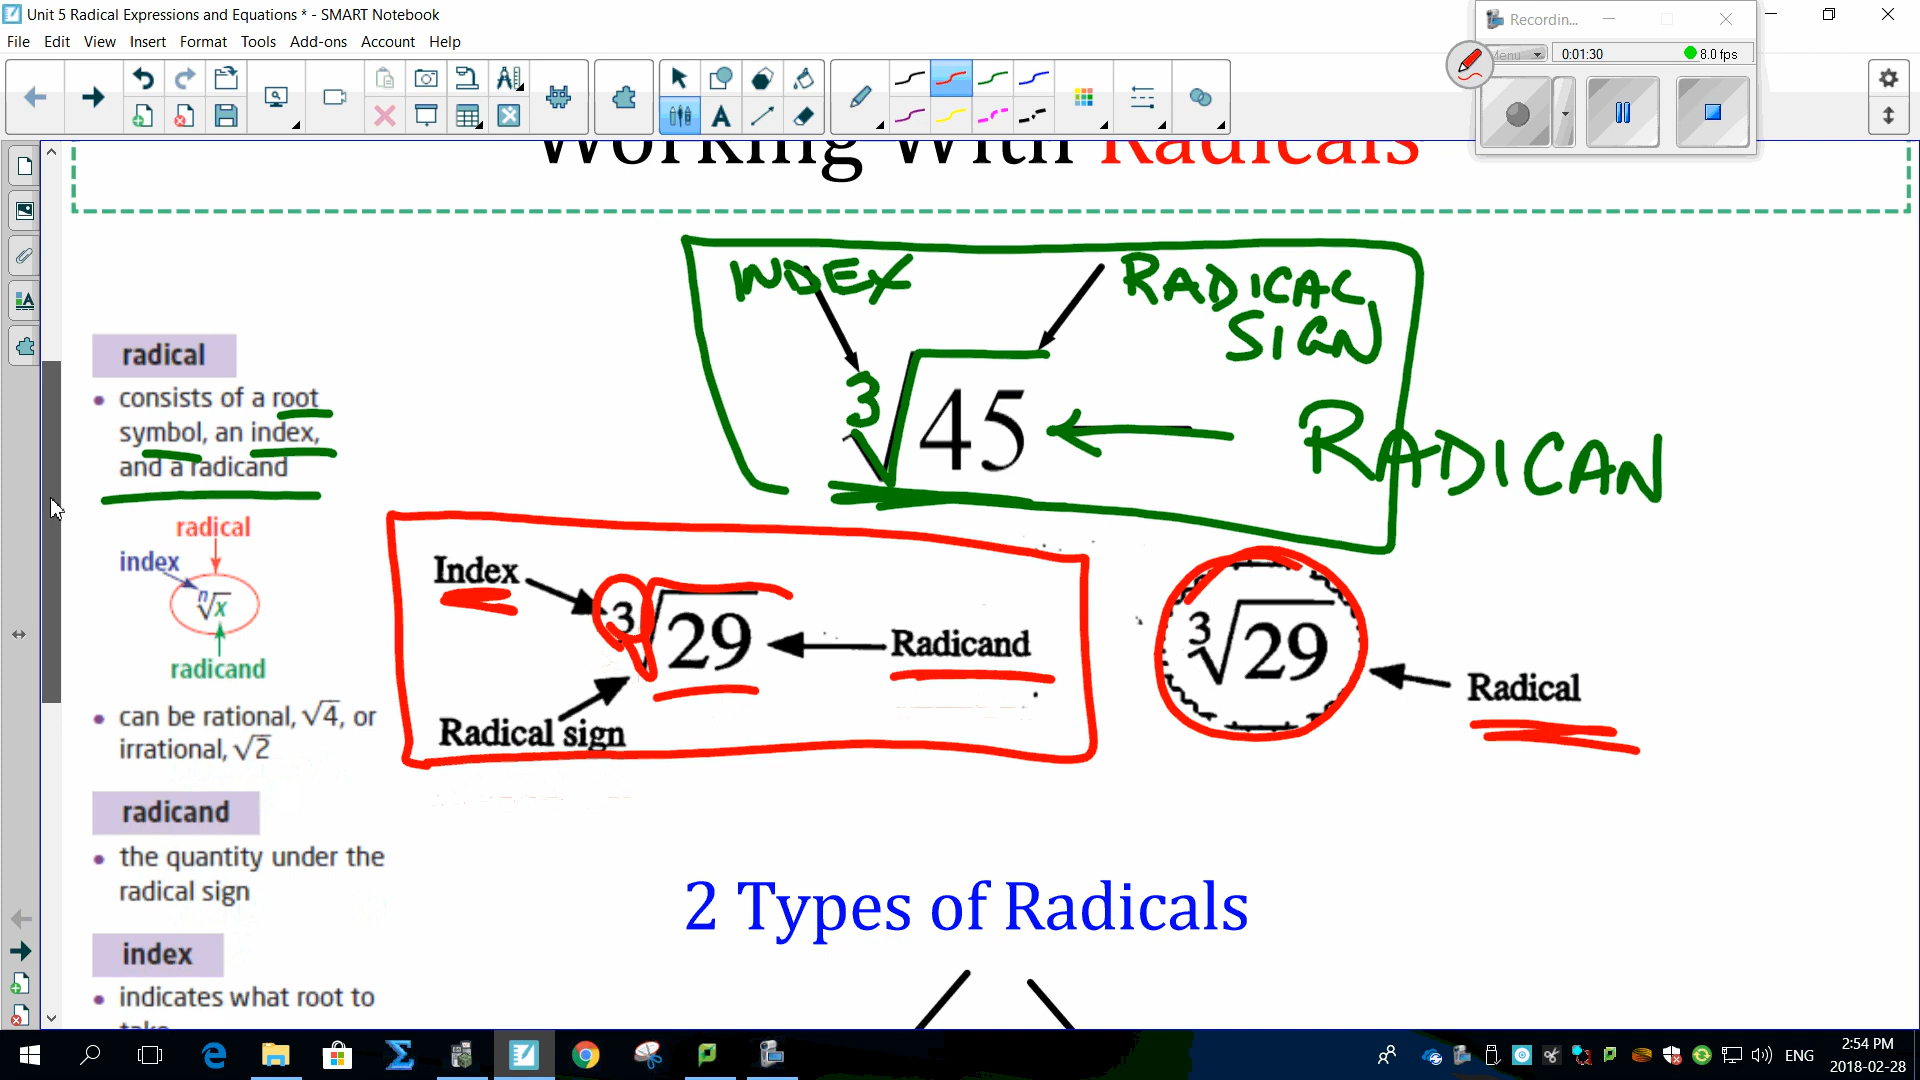 Unit 5 Radical Expressions and Equations * - SMART Notebook
File Edit View Insert Format Tools Add-ons Account Help
Recordin...
Menu
0:01:30
8.0 fps
Working With Radicals
INDEX
RADICAL
SIGN
3√45
RADICAN
radical
• consists of a root
symbol, an index,
and a radicand
radical
index
n√x
radicand
• can be rational, √4, or
irrational, √2
radicand
• the quantity under the
radical sign
index
• indicates what root to
take
Index
3√29
Radicand
Radical sign
3√29
Radical
2 Types of Radicals
ENG
2:54 PM
2018-02-28